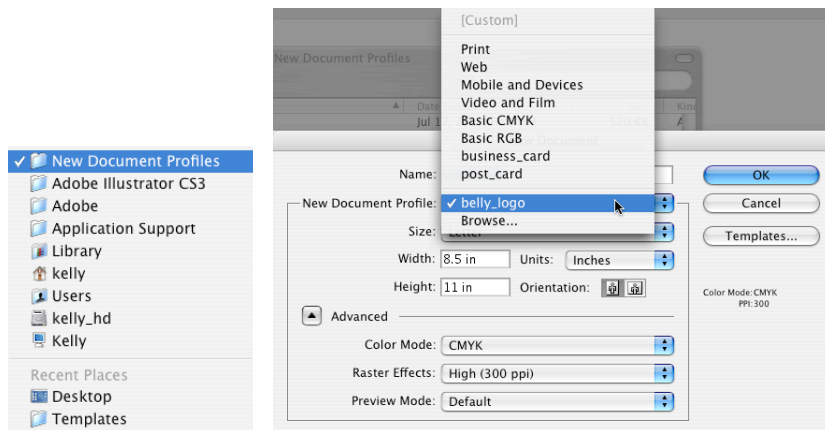 New Document Profiles
Adobe Illustrator CS3
Adobe
Application Support
Library
kelly
Users
kelly_hd
Kelly
Recent Places
Desktop
Templates
[Custom]
Print
Web
Mobile and Devices
Video and Film
Basic CMYK
Basic RGB
business_card
post_card
belly_logo
Browse...
New Document Profiles
Date
Kind
Jul 1
Name:
New Document Profile:
Size: Letter
Width: 8.5 in Units: Inches
Height: 11 in Orientation:
Advanced
Color Mode: CMYK
Raster Effects: High (300 ppi)
Preview Mode: Default
OK
Cancel
Templates...
Color Mode:CMYK
PPI:300